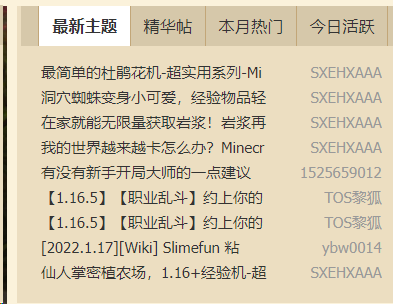 最新主题 精华帖 本月热门 今日活跃
最简单的杜鹃花机-超实用系列-Mi SXEHXAAA
洞穴蜘蛛变身小可爱，经验物品轻 SXEHXAAA
在家就能无限量获取岩浆！岩浆再 SXEHXAAA
我的世界越来越卡怎么办？Minecr SXEHXAAA
有没有新手开局大师的一点建议 1525659012
【1.16.5】【职业乱斗】约上你的 TOS黎狐
【1.16.5】【职业乱斗】约上你的 TOS黎狐
[2022.1.17][Wiki] Slimefun 粘 ybw0014
仙人掌密植农场，1.16+经验机-超 SXEHXAAA